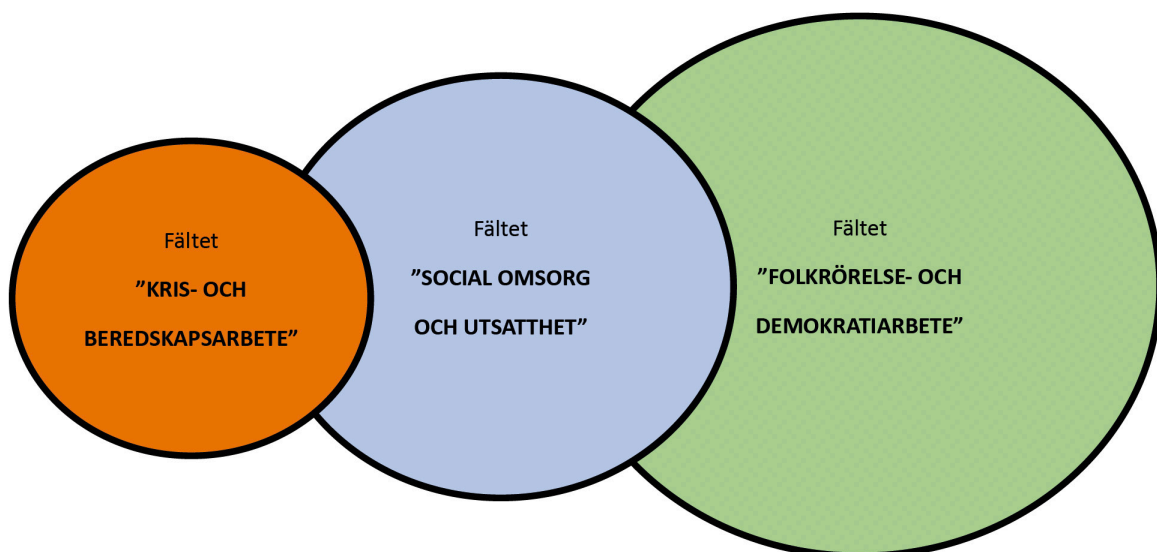 Fältet
”KRIS- OCH
BEREDSKAPSARBETE”
Fältet
”SOCIAL OMSORG
OCH UTSATTHET”
Fältet
”FOLKRÖRELSE- OCH
DEMOKRATIARBETE”